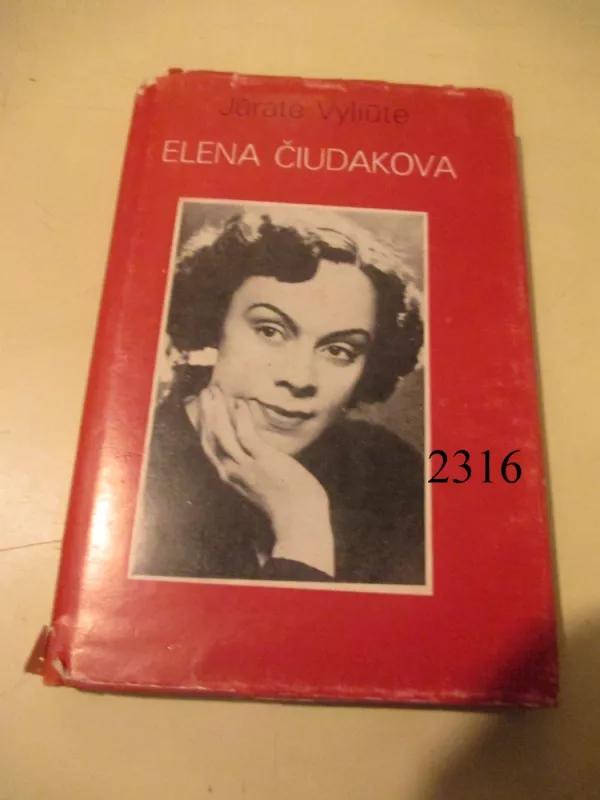 Jūratė Vyliūtė
ELENA ČIUDAKOVA
2316